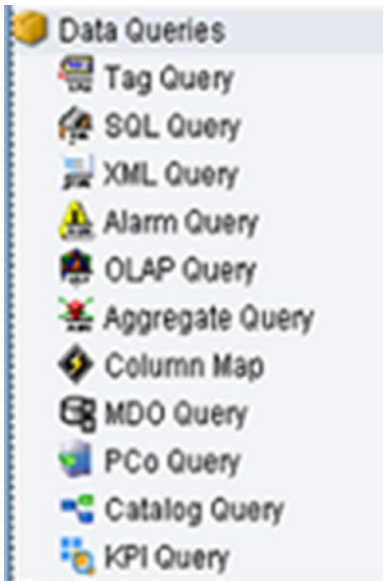 Data Queries
Tag Query
SQL Query
XML Query
Alarm Query
OLAP Query
Aggregate Query
Column Map
MDO Query
PCo Query
Catalog Query
KPI Query